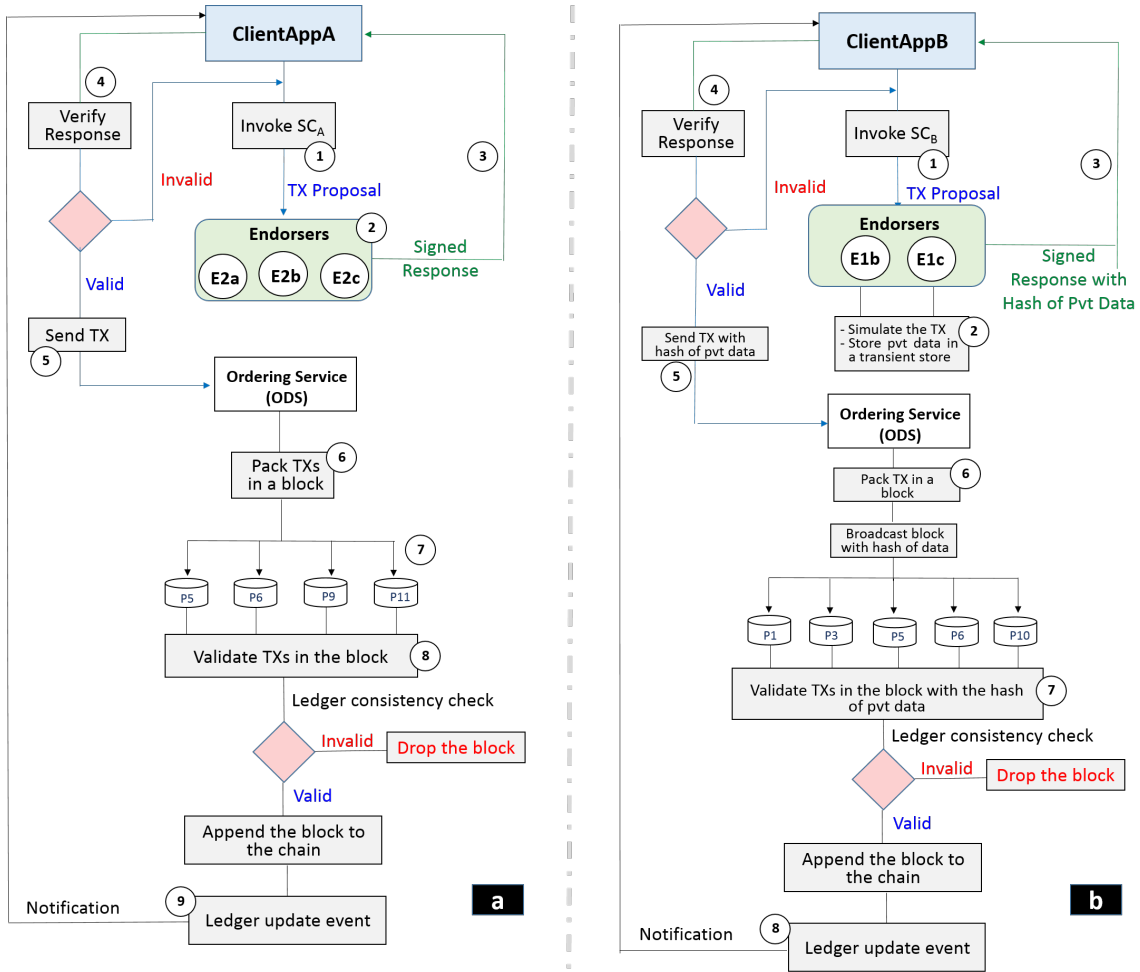 ClientAppA
4
Verify
Response
Invoke SCA
1
3
Invalid
TX Proposal
Endorsers
2
E2a
E2b
E2c
Signed
Response
Valid
Send TX
5
Ordering Service
(ODS)
6
Pack TXs
in a block
7
P5
P6
P9
P11
Validate TXs in the block
8
Ledger consistency check
Invalid
Drop the block
Valid
Append the block to
the chain
9
Notification
Ledger update event
a
ClientAppB
4
Verify
Response
Invoke SCB
1
3
Invalid
TX Proposal
Endorsers
E1b
E1c
Signed
Response with
Hash of Pvt Data
Valid
- Simulate the TX
- Store pvt data in
a transient store
2
Send TX with
hash of pvt data
5
Ordering Service
(ODS)
6
Pack TX in a
block
Broadcast block
with hash of data
P1
P3
P5
P6
P10
Validate TXs in the block with the hash
of pvt data
7
Ledger consistency check
Invalid
Drop the block
Valid
Append the block to
the chain
8
Notification
Ledger update event
b